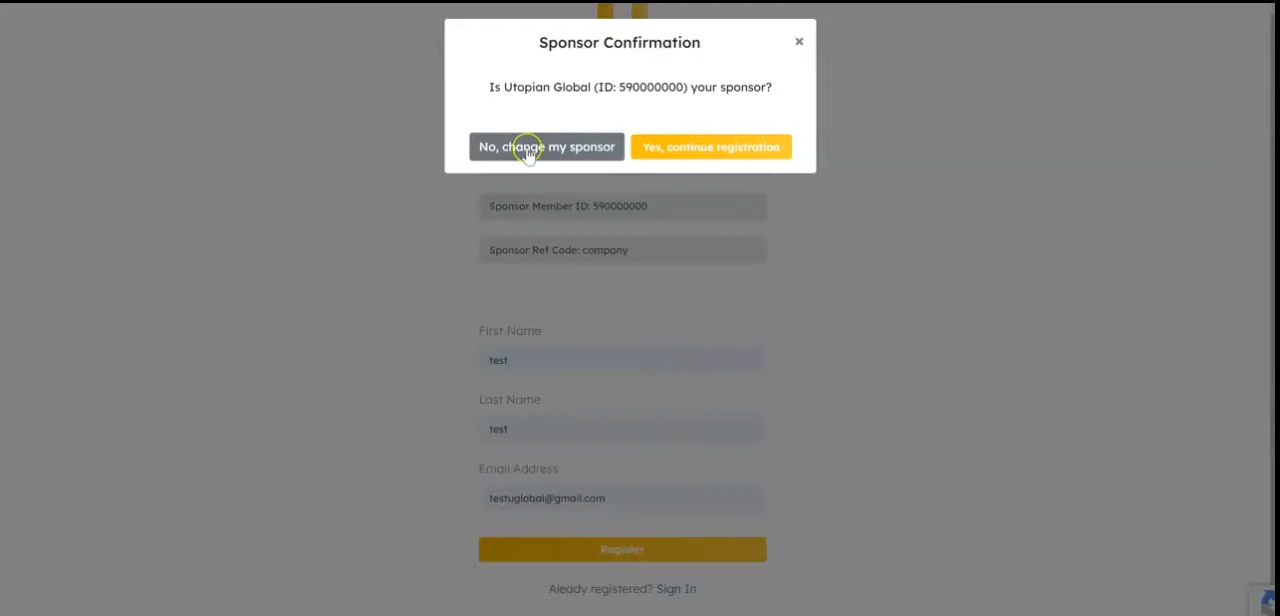 Sponsor Confirmation
×
Is Utopian Global (ID: 590000000) your sponsor?
No, change my sponsor
Yes, continue registration
Sponsor Member ID: 590000000
Sponsor Ref Code: company
First Name
test
Last Name
test
Email Address
testuglobal@gmail.com
Register
Aleady registered? Sign In